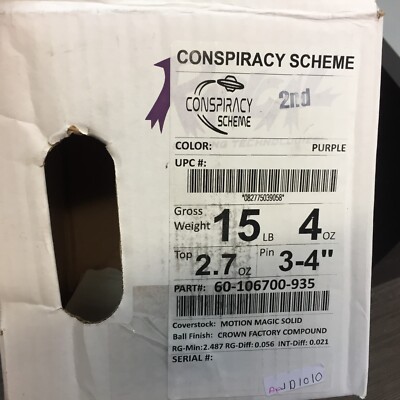 CONSPIRACY SCHEME
CONSPIRACY
SCHEME
2nd
COLOR: PURPLE
UPC #:
*082775039058*
Gross Weight 15 LB 4 OZ
Top 2.7 OZ Pin 3-4"
PART#: 60-106700-935
Coverstock: MOTION MAGIC SOLID
Ball Finish: CROWN FACTORY COMPOUND
RG-Min:2.487 RG-Diff: 0.056 INT-Diff: 0.021
SERIAL #:
D1010